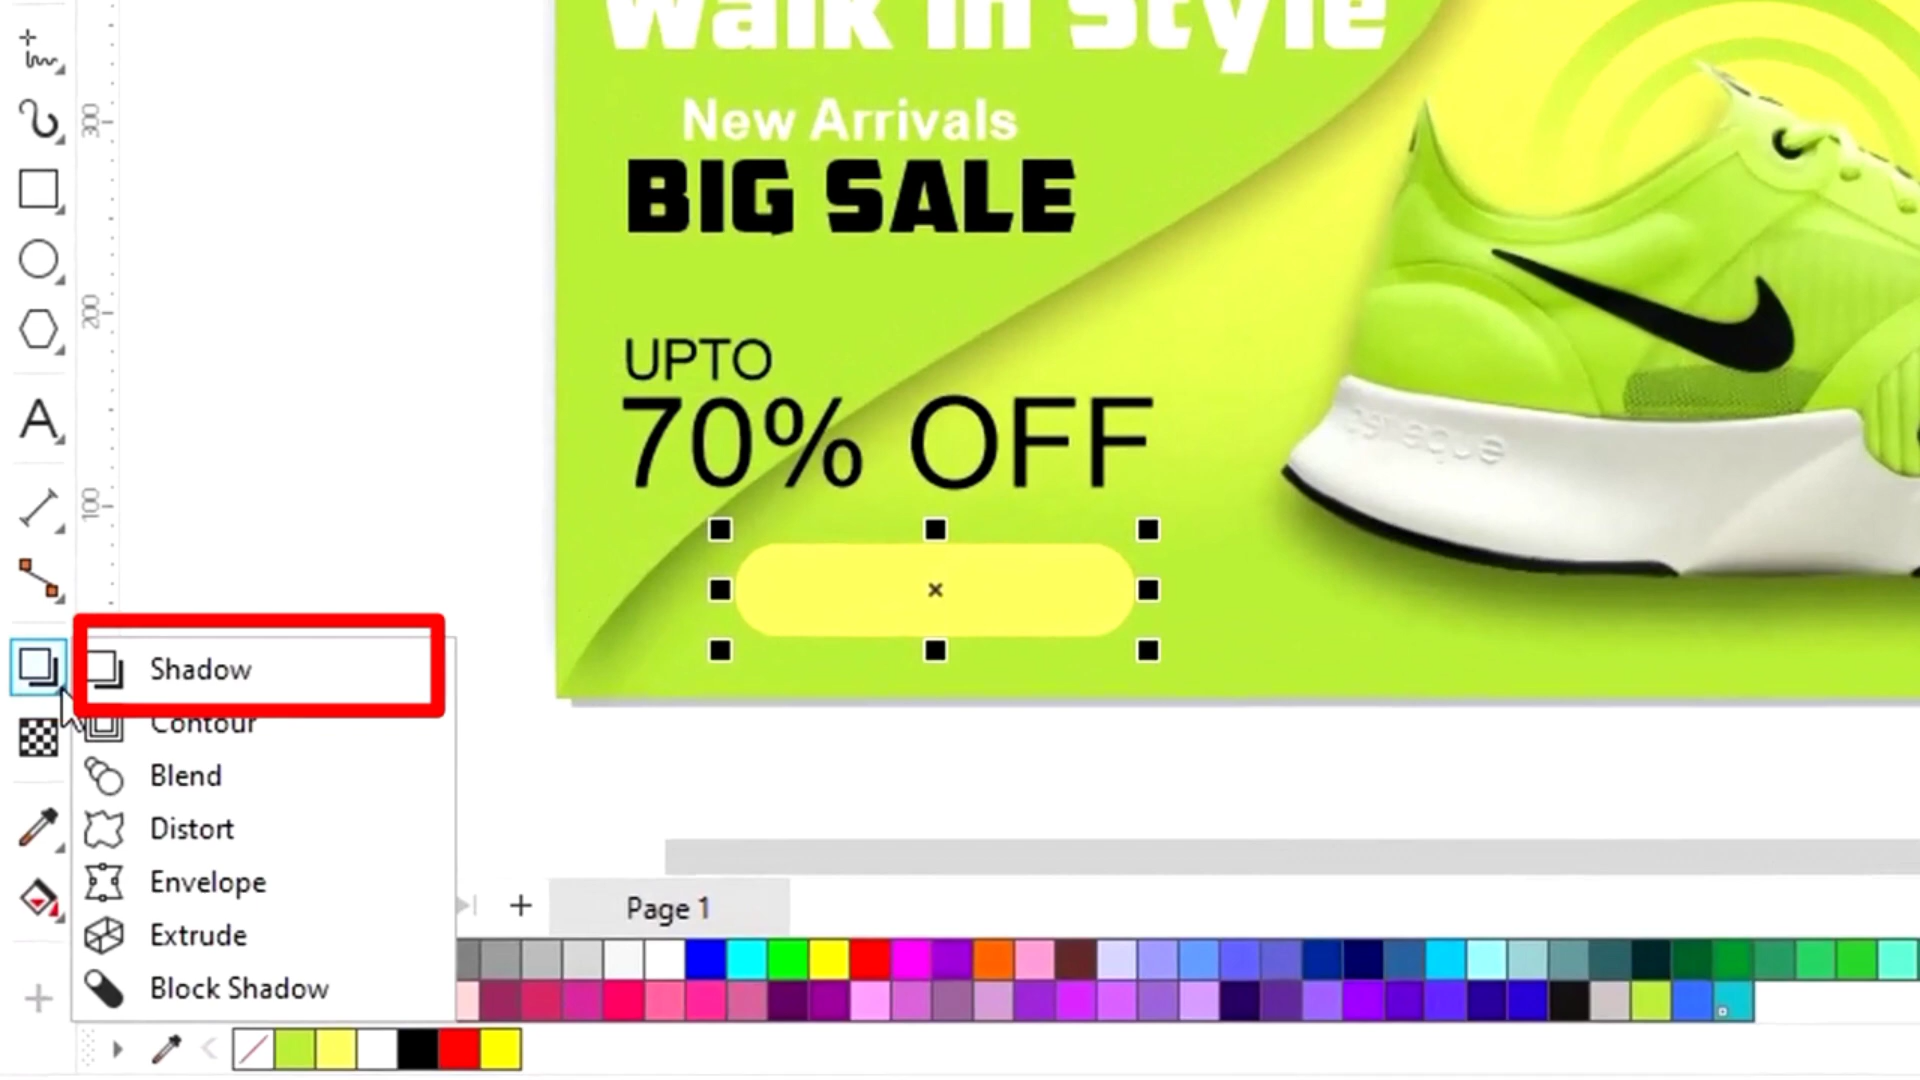 Walk in Style
New Arrivals
BIG SALE
UPTO
70% OFF
300
200
100
Shadow
Contour
Blend
Distort
Envelope
Extrude
Block Shadow
Page 1